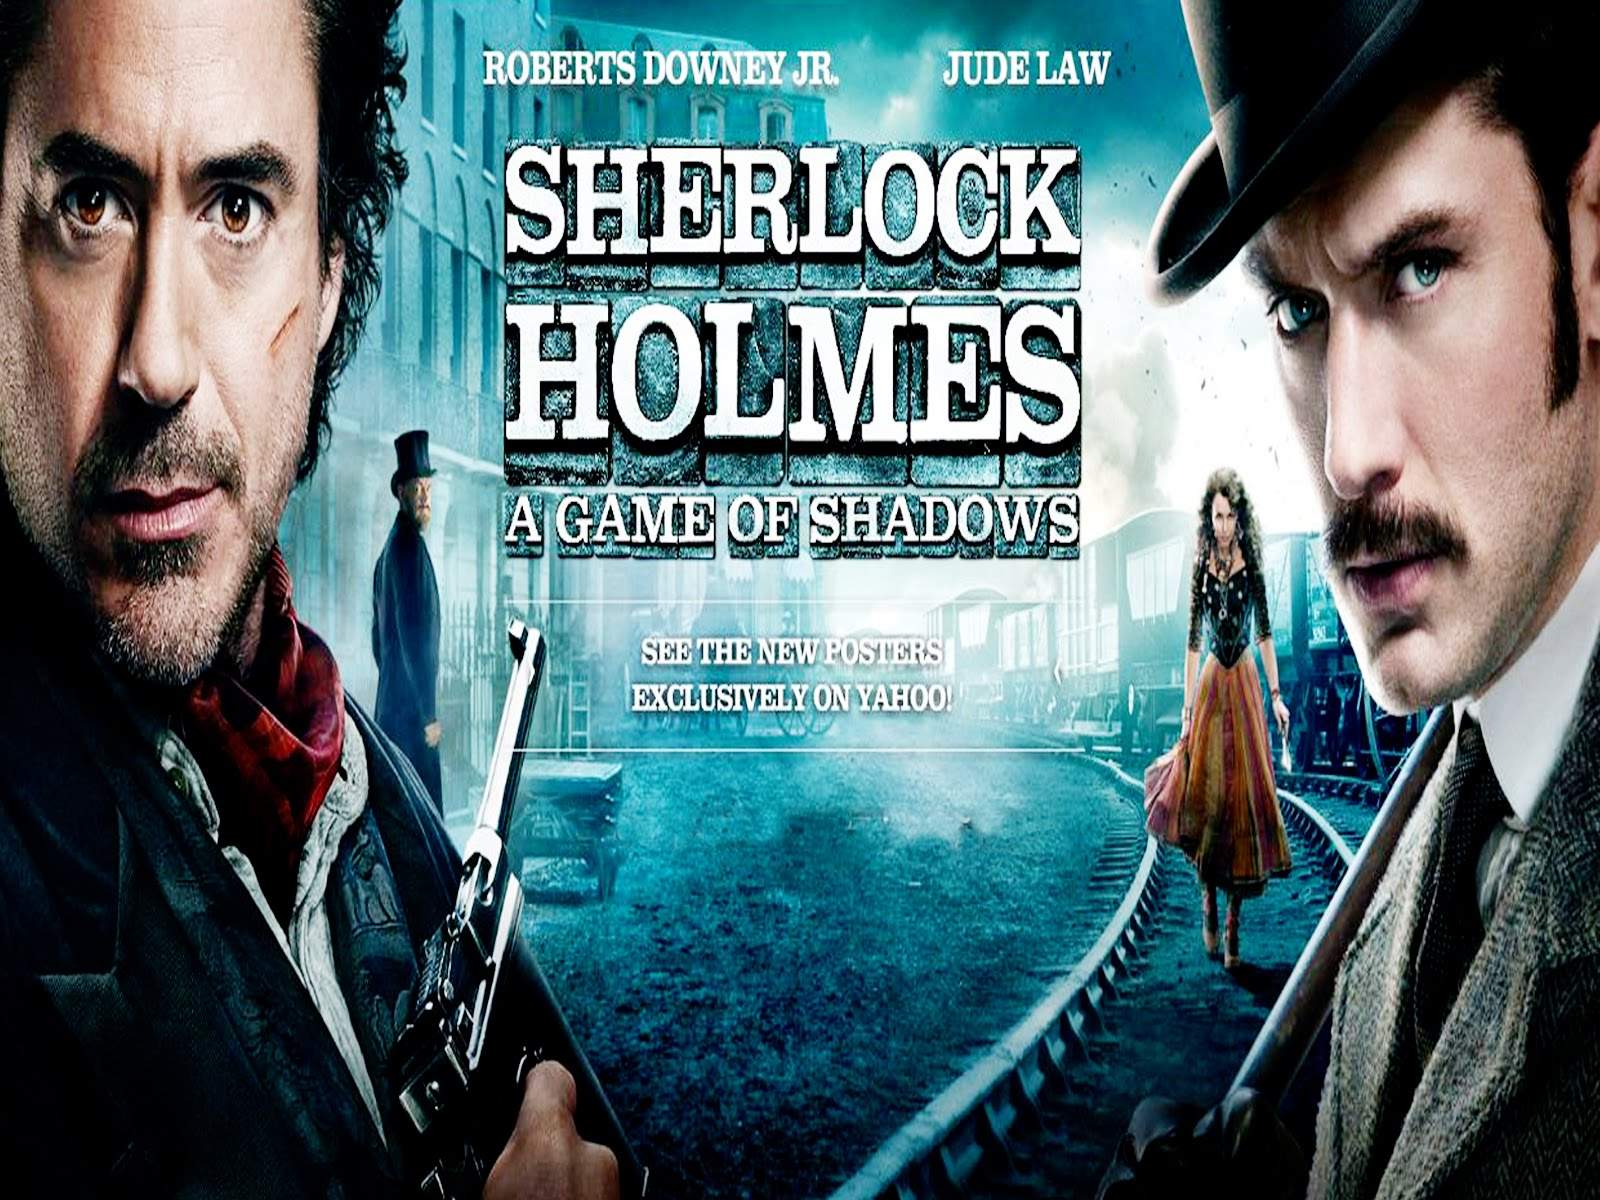 ROBERTS DOWNEY JR. JUDE LAW
SHERLOCK
HOLMES
A GAME OF SHADOWS
SEE THE NEW POSTERS
EXCLUSIVELY ON YAHOO!